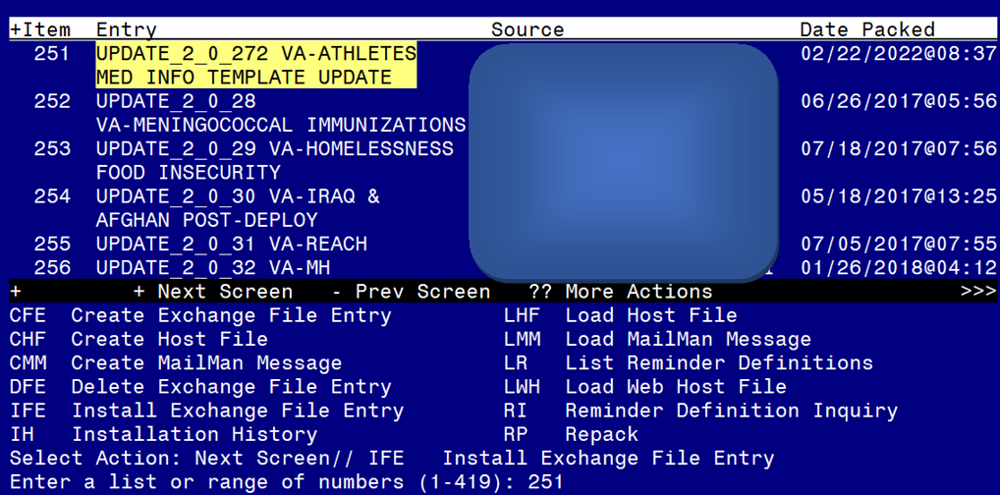 +Item  Entry  Source  Date Packed
251  UPDATE_2_0_272 VA-ATHLETES  02/22/2022@08:37
MED INFO TEMPLATE UPDATE
252  UPDATE_2_0_28  06/26/2017@05:56
VA-MENINGOCOCCAL IMMUNIZATIONS
253  UPDATE_2_0_29 VA-HOMELESSNESS  07/18/2017@07:56
FOOD INSECURITY
254  UPDATE_2_0_30 VA-IRAQ &  05/18/2017@13:25
AFGHAN POST-DEPLOY
255  UPDATE_2_0_31 VA-REACH  07/05/2017@07:55
256  UPDATE_2_0_32 VA-MH  01/26/2018@04:12
+  + Next Screen  - Prev Screen  ?? More Actions  >>>
CFE  Create Exchange File Entry  LHF  Load Host File
CHF  Create Host File  LMM  Load MailMan Message
CMM  Create MailMan Message  LR  List Reminder Definitions
DFE  Delete Exchange File Entry  LWH  Load Web Host File
IFE  Install Exchange File Entry  RI  Reminder Definition Inquiry
IH  Installation History  RP  Repack
Select Action: Next Screen// IFE  Install Exchange File Entry
Enter a list or range of numbers (1-419): 251